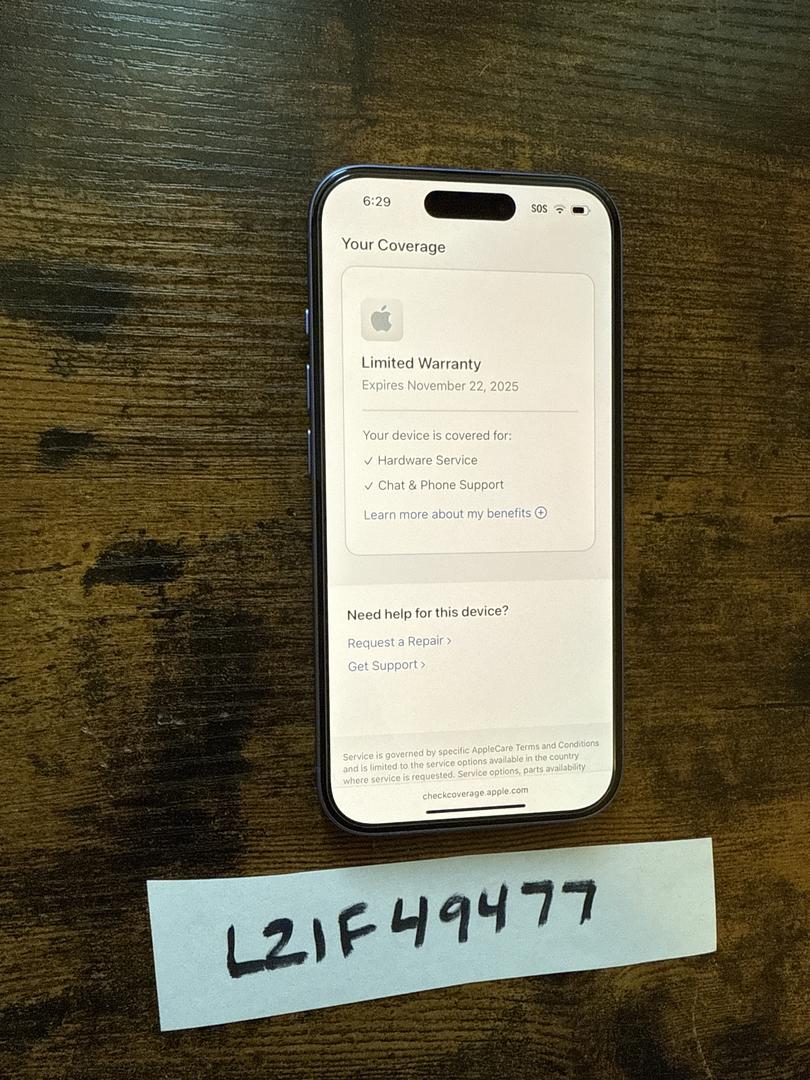 6:29
SOS
Your Coverage
Limited Warranty
Expires November 22, 2025
Your device is covered for:
✓ Hardware Service
✓ Chat & Phone Support
Learn more about my benefits ⊕
Need help for this device?
Request a Repair >
Get Support >
Service is governed by specific AppleCare Terms and Conditions
and is limited to the service options available in the country
where service is requested. Service options, parts availability
checkcoverage.apple.com
L21F49477